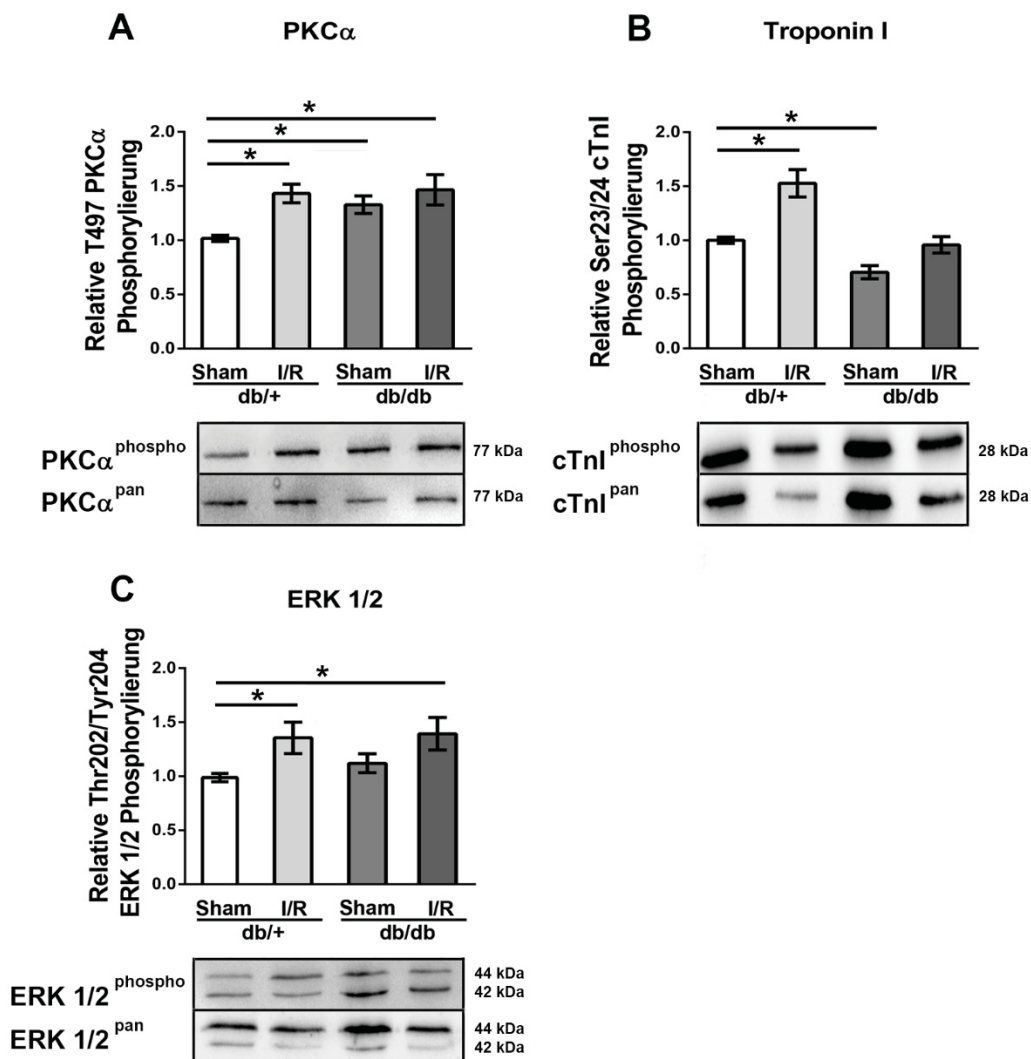 A PKCα
*
*
*
Relative T497 PKCα
Phosphorylierung
2.0
1.5
1.0
1.5
1.0
Sham I/R Sham I/R
db/+ db/db
PKCα phospho 77 kDa
PKCα pan 77 kDa
B Troponin I
*
*
Relative Ser23/24 cTnI
Phosphorylierung
2.0
1.5
1.0
1.5
1.0
Sham I/R Sham I/R
db/+ db/db
cTnI phospho 28 kDa
cTnI pan 28 kDa
C ERK 1/2
*
*
Relative Thr202/Tyr204
ERK 1/2 Phosphorylierung
2.0
1.5
1.0
0.5
0.0
Sham I/R Sham I/R
db/+ db/db
ERK 1/2 phospho 44 kDa
42 kDa
ERK 1/2 pan 44 kDa
42 kDa